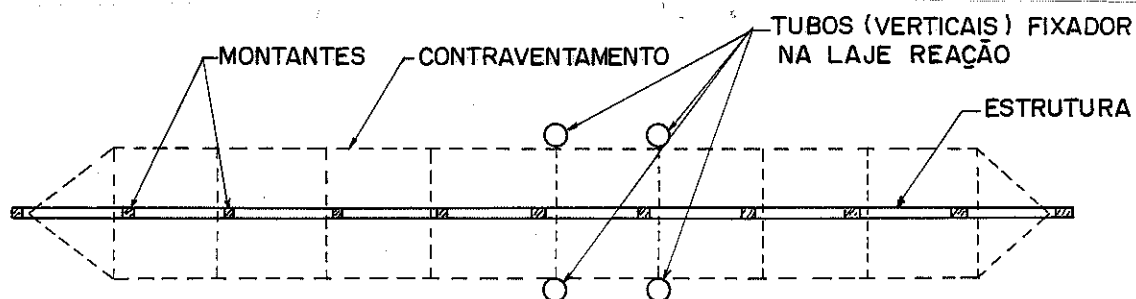 MONTANTES
CONTRAVENTAMENTO
TUBOS (VERTICAIS) FIXADOR
NA LAJE REAÇÃO
ESTRUTURA